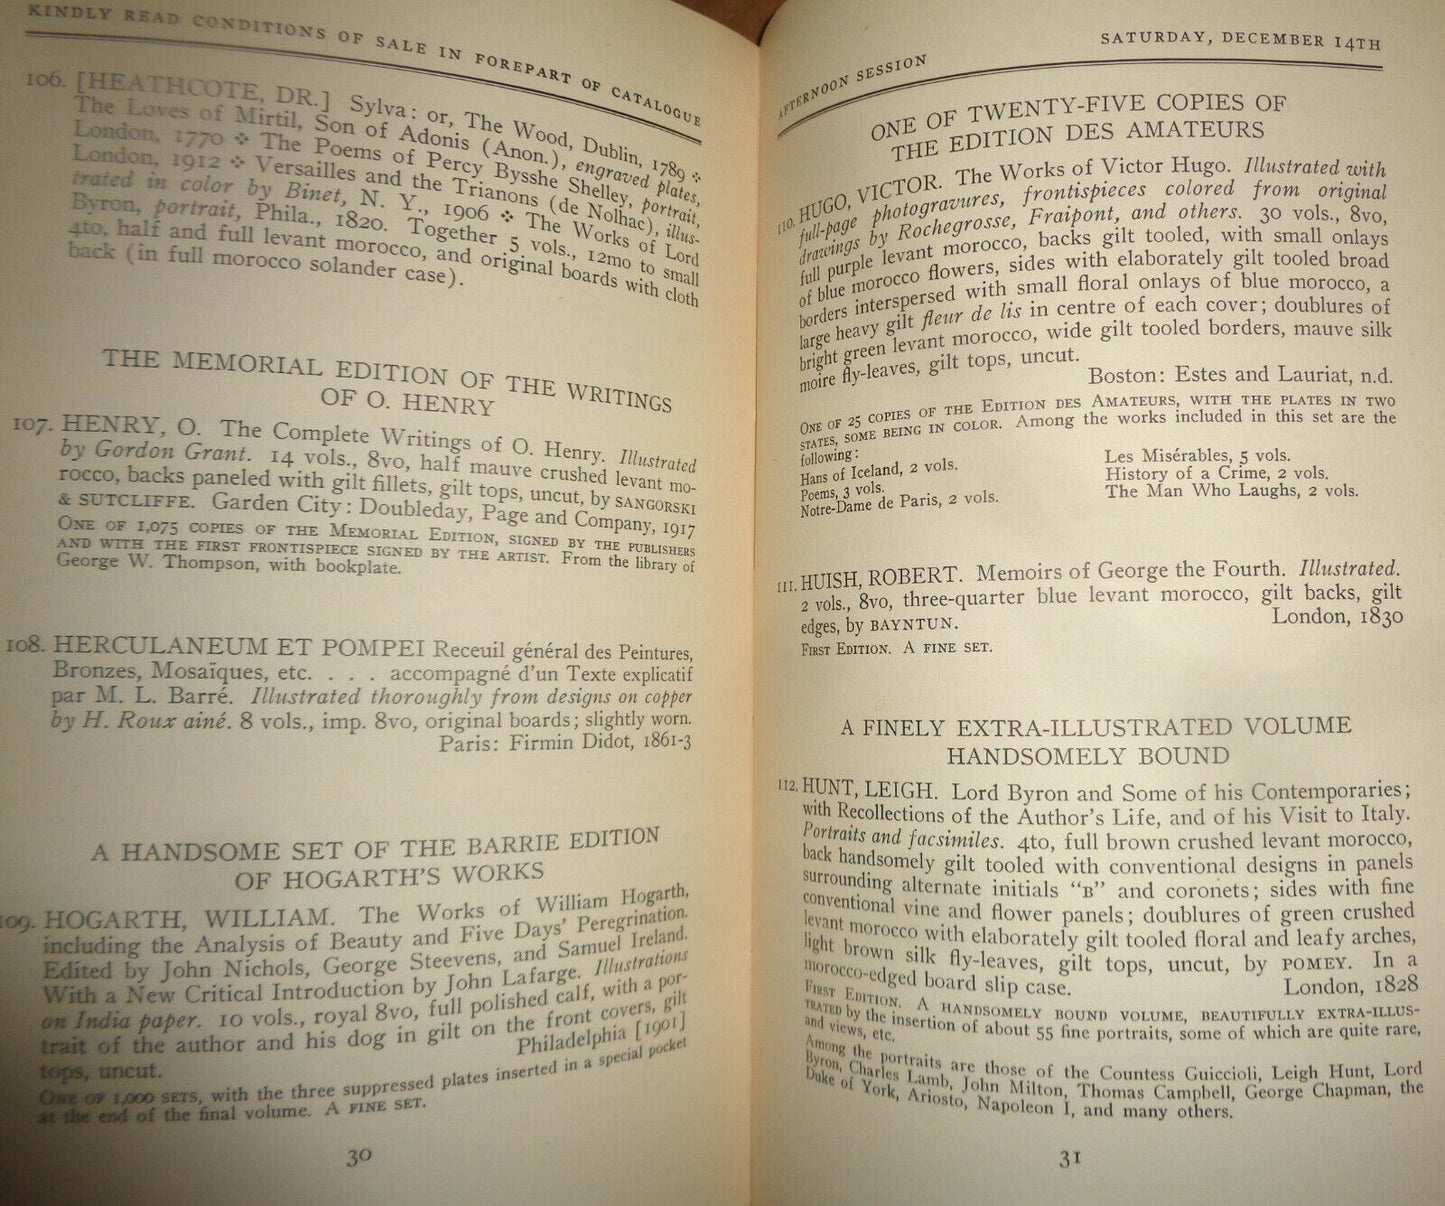 KINDLY READ CONDITIONS OF SALE IN FOREPART OF CATALOGUE
106. [HEATHCOTE, DR.] Sylva: or, The Wood, Dublin, 1789 ❖
The Loves of Mirtil, Son of Adonis (Anon.), engraved plates,
London, 1770 ❖ The Poems of Percy Bysshe Shelley, portrait,
London, 1912 ❖ Versailles and the Trianons (de Nolhac), illus-
trated in color by Binet, N. Y., 1906 ❖ The Works of Lord
Byron, portrait, Phila., 1820. Together 5 vols., 12mo to small
4to, half and full levant morocco, and original boards with cloth
back (in full morocco solander case).
THE MEMORIAL EDITION OF THE WRITINGS
OF O. HENRY
107. HENRY, O. The Complete Writings of O. Henry. Illustrated
by Gordon Grant. 14 vols., 8vo, half mauve crushed levant mo-
rocco, backs paneled with gilt fillets, gilt tops, uncut, by SANGORSKI
& SUTCLIFFE. Garden City: Doubleday, Page and Company, 1917
ONE OF 1,075 COPIES OF THE MEMORIAL EDITION, SIGNED BY THE PUBLISHERS
AND WITH THE FIRST FRONTISPIECE SIGNED BY THE ARTIST. From the library of
George W. Thompson, with bookplate.
108. HERCULANEUM ET POMPEI Receuil général des Peintures,
Bronzes, Mosaïques, etc. . . . accompagné d'un Texte explicatif
par M. L. Barré. Illustrated thoroughly from designs on copper
by H. Roux ainé. 8 vols., imp. 8vo, original boards; slightly worn.
Paris: Firmin Didot, 1861-3
A HANDSOME SET OF THE BARRIE EDITION
OF HOGARTH'S WORKS
109. HOGARTH, WILLIAM. The Works of William Hogarth,
including the Analysis of Beauty and Five Days' Peregrination.
Edited by John Nichols, George Steevens, and Samuel Ireland.
With a New Critical Introduction by John Lafarge. Illustrations
on India paper. 10 vols., royal 8vo, full polished calf, with a por-
trait of the author and his dog in gilt on the front covers, gilt
tops, uncut. Philadelphia [1901]
ONE OF 1,000 SETS, with the three suppressed plates inserted in a special pocket
at the end of the final volume. A FINE SET.
30
AFTERNOON SESSION SATURDAY, DECEMBER 14TH
ONE OF TWENTY-FIVE COPIES OF
THE EDITION DES AMATEURS
110. HUGO, VICTOR. The Works of Victor Hugo. Illustrated with
full-page photogravures, frontispieces colored from original
drawings by Rochegrosse, Fraipont, and others. 30 vols., 8vo,
full purple levant morocco, backs gilt tooled, with small onlays
of blue morocco flowers, sides with elaborately gilt tooled broad
borders interspersed with small floral onlays of blue morocco, a
large heavy gilt fleur de lis in centre of each cover; doublures of
bright green levant morocco, wide gilt tooled borders, mauve silk
moire fly-leaves, gilt tops, uncut.
Boston: Estes and Lauriat, n.d.
ONE OF 25 COPIES OF THE EDITION DES AMATEURS, WITH THE PLATES IN TWO
STATES, SOME BEING IN COLOR. Among the works included in this set are the
following:
Hans of Iceland, 2 vols.
Poems, 3 vols.
Notre-Dame de Paris, 2 vols.
Les Misérables, 5 vols.
History of a Crime, 2 vols.
The Man Who Laughs, 2 vols.
111. HUISH, ROBERT. Memoirs of George the Fourth. Illustrated.
2 vols., 8vo, three-quarter blue levant morocco, gilt backs, gilt
edges, by BAYNTUN. London, 1830
FIRST EDITION. A FINE SET.
A FINELY EXTRA-ILLUSTRATED VOLUME
HANDSOMELY BOUND
112. HUNT, LEIGH. Lord Byron and Some of his Contemporaries;
with Recollections of the Author's Life, and of his Visit to Italy.
Portraits and facsimiles. 4to, full brown crushed levant morocco,
back handsomely gilt tooled with conventional designs in panels
surrounding alternate initials "B" and coronets; sides with fine
conventional vine and flower panels; doublures of green crushed
levant morocco with elaborately gilt tooled floral and leafy arches,
light brown silk fly-leaves, gilt tops, uncut, by POMEY. In a
morocco-edged board slip case. London, 1828
FIRST EDITION. A HANDSOMELY BOUND VOLUME, BEAUTIFULLY EXTRA-ILLUS-
TRATED by the insertion of about 55 fine portraits, some of which are quite rare,
and views, etc.
Among the portraits are those of the Countess Guiccioli, Leigh Hunt, Lord
Byron, Charles Lamb, John Milton, Thomas Campbell, George Chapman, the
Duke of York, Ariosto, Napoleon I, and many others.
31